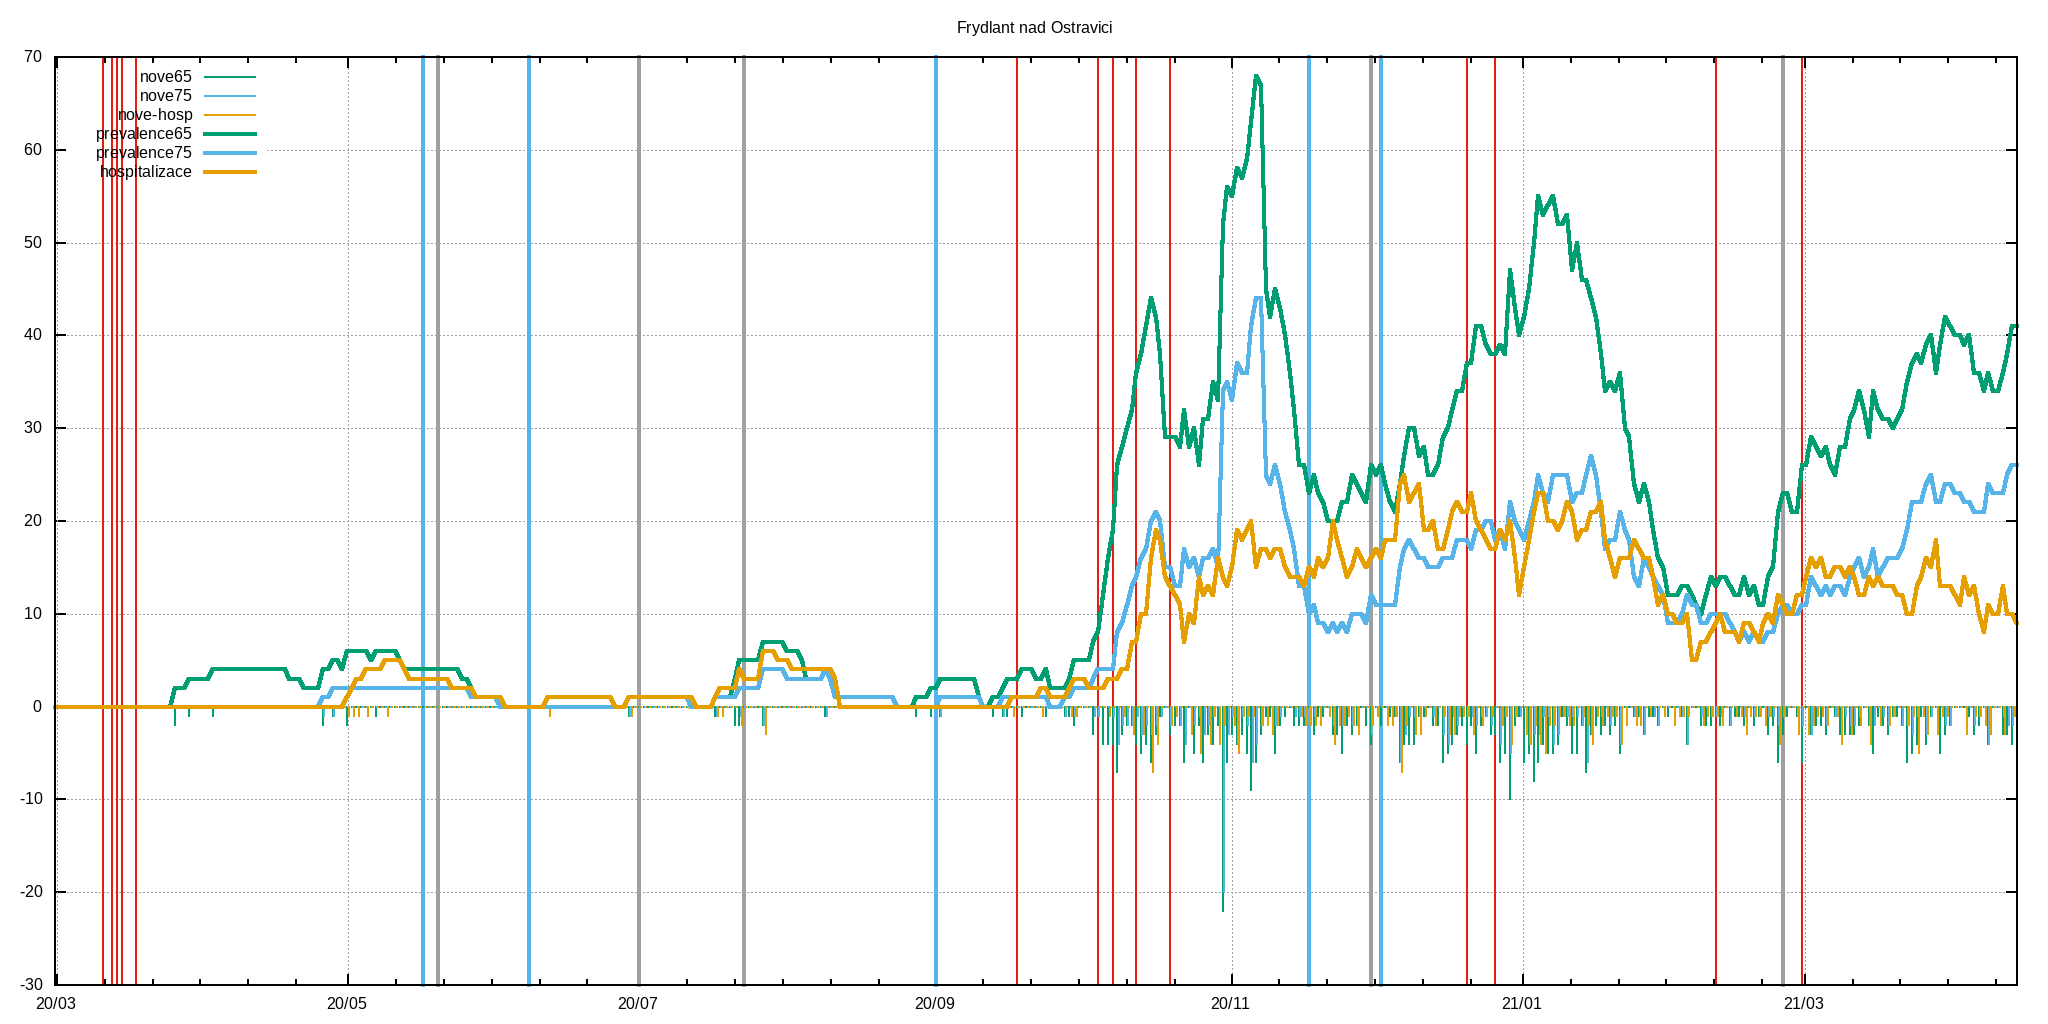 Frydlant nad Ostravici
70
60
50
40
30
20
10
0
-10
-20
-30
nove65
nove75
nove-hosp
prevalence65
prevalence75
hospitalizace
20/03 20/05 20/07 20/09 20/11 21/01 21/03